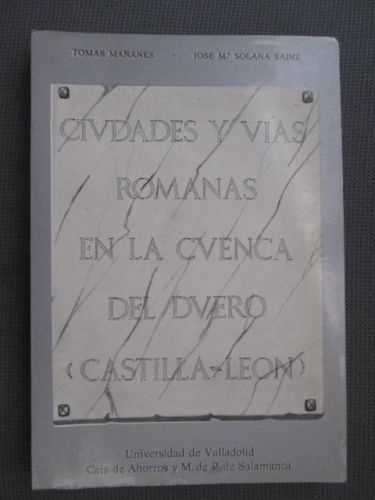 TOMAS MAÑANES - JOSE Mª SOLANA SAINZ
CIVDADES Y VIAS
ROMANAS
EN LA CVENCA
DEL DVERO
(CASTILLA-LEON)
Universidad de Valladolid
Caja de Ahorros y M. de P. de Salamanca